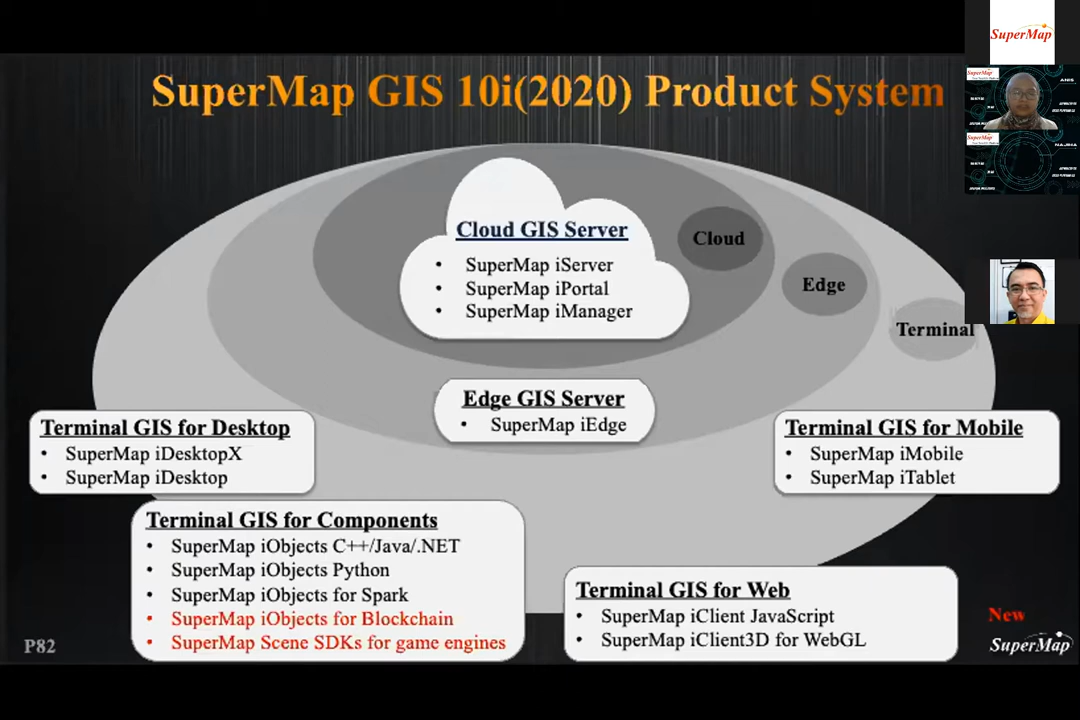 SuperMap GIS 10i(2020) Product System
SuperMap
SuperMap
ANIS
SuperMap
NAJMIA
Cloud GIS Server
• SuperMap iServer
• SuperMap iPortal
• SuperMap iManager
Cloud
Edge
Terminal
Edge GIS Server
• SuperMap iEdge
Terminal GIS for Desktop
• SuperMap iDesktopX
• SuperMap iDesktop
Terminal GIS for Mobile
• SuperMap iMobile
• SuperMap iTablet
Terminal GIS for Components
• SuperMap iObjects C++/Java/.NET
• SuperMap iObjects Python
• SuperMap iObjects for Spark
• SuperMap iObjects for Blockchain
• SuperMap Scene SDKs for game engines
Terminal GIS for Web
• SuperMap iClient JavaScript
• SuperMap iClient3D for WebGL
New
SuperMap
P82